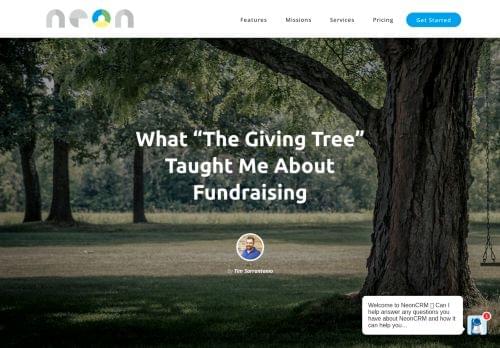 neon
Features Missions Services Pricing Get Started
What “The Giving Tree”
Taught Me About
Fundraising
By Tim Sarrantonio
Welcome to NeonCRM ▯ Can I
help answer any questions you
have about NeonCRM and how it
can help you...
1